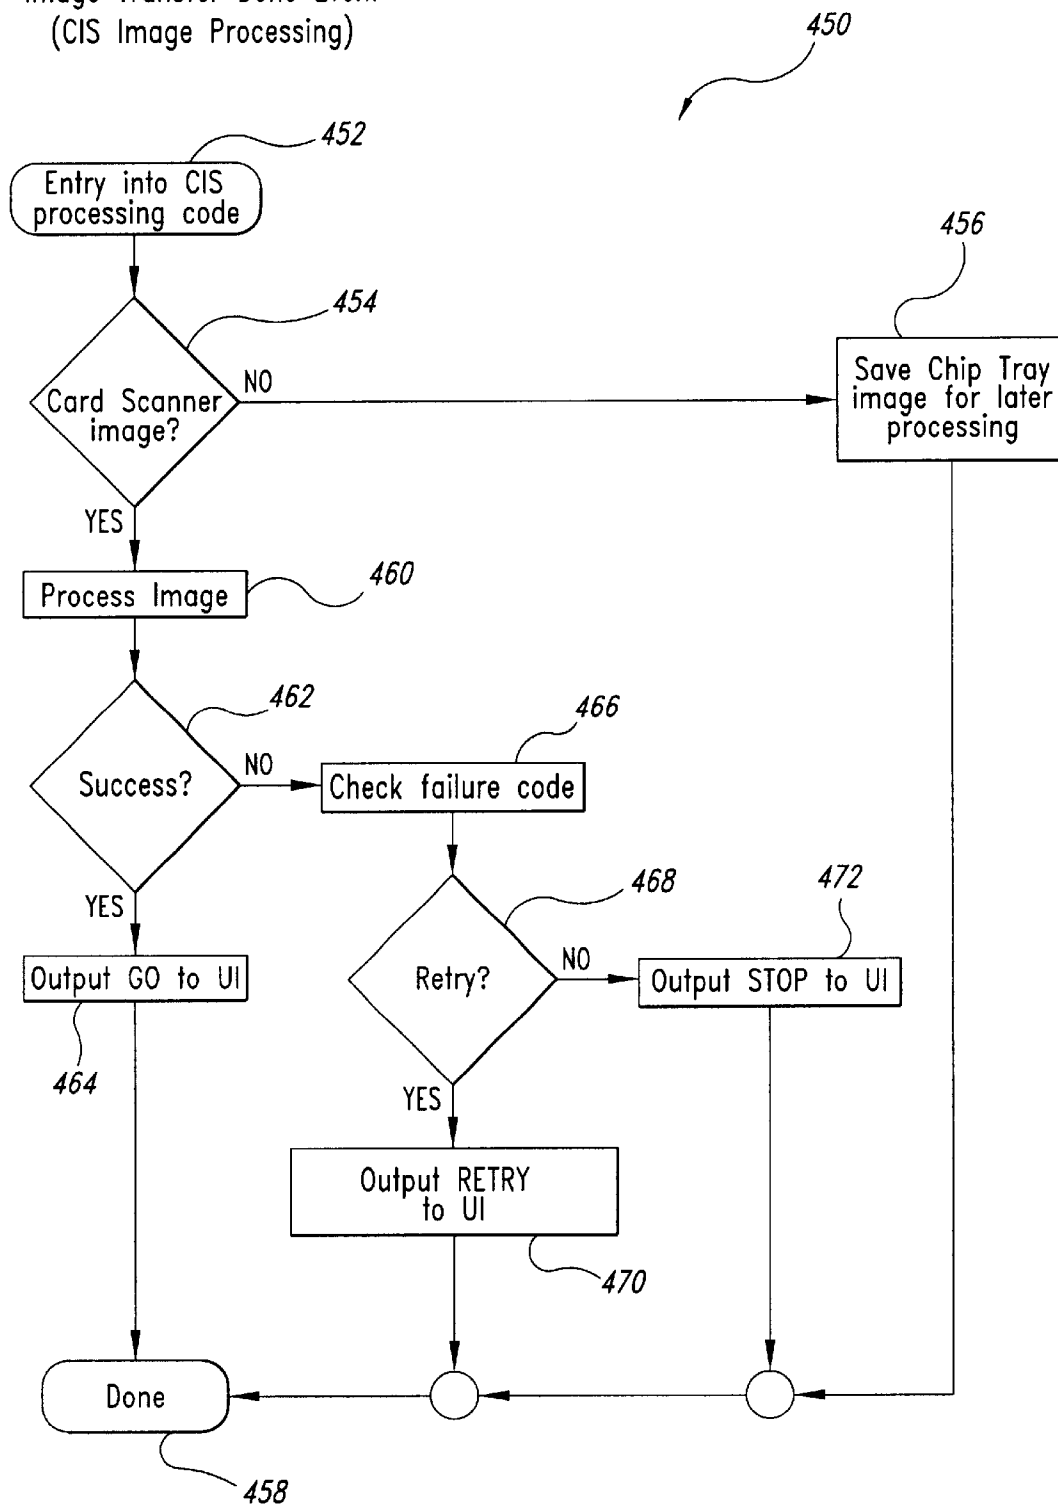 (CIS Image Processing)
450
452
Entry into CIS
processing code
454
456
Card Scanner
image?
NO
Save Chip Tray
image for later
processing
YES
460
Process Image
462
466
Success?
NO
Check failure code
YES
468
472
Output GO to UI
Retry?
NO
Output STOP to UI
464
YES
Output RETRY
to UI
470
Done
458